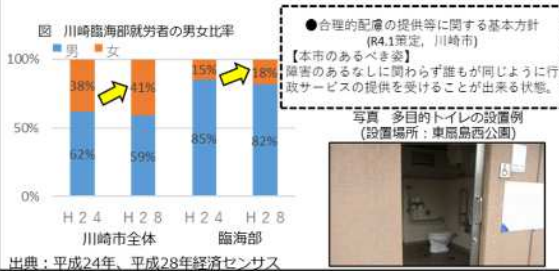 図　川崎臨海部就労者の男女比率
■男　■女
100%
50%
0%
38%
41%
15%
18%
62%
59%
85%
82%
Ｈ２４　Ｈ２８　Ｈ２４　Ｈ２８
川崎市全体　臨海部
出典：平成24年、平成28年経済センサス
●合理的配慮の提供等に関する基本方針
(R4.1策定，川崎市)
【本市のあるべき姿】
障害のあるなしに関わらず誰もが同じように行
政サービスの提供を受けることが出来る状態。
写真　多目的トイレの設置例
(設置場所：東扇島西公園)